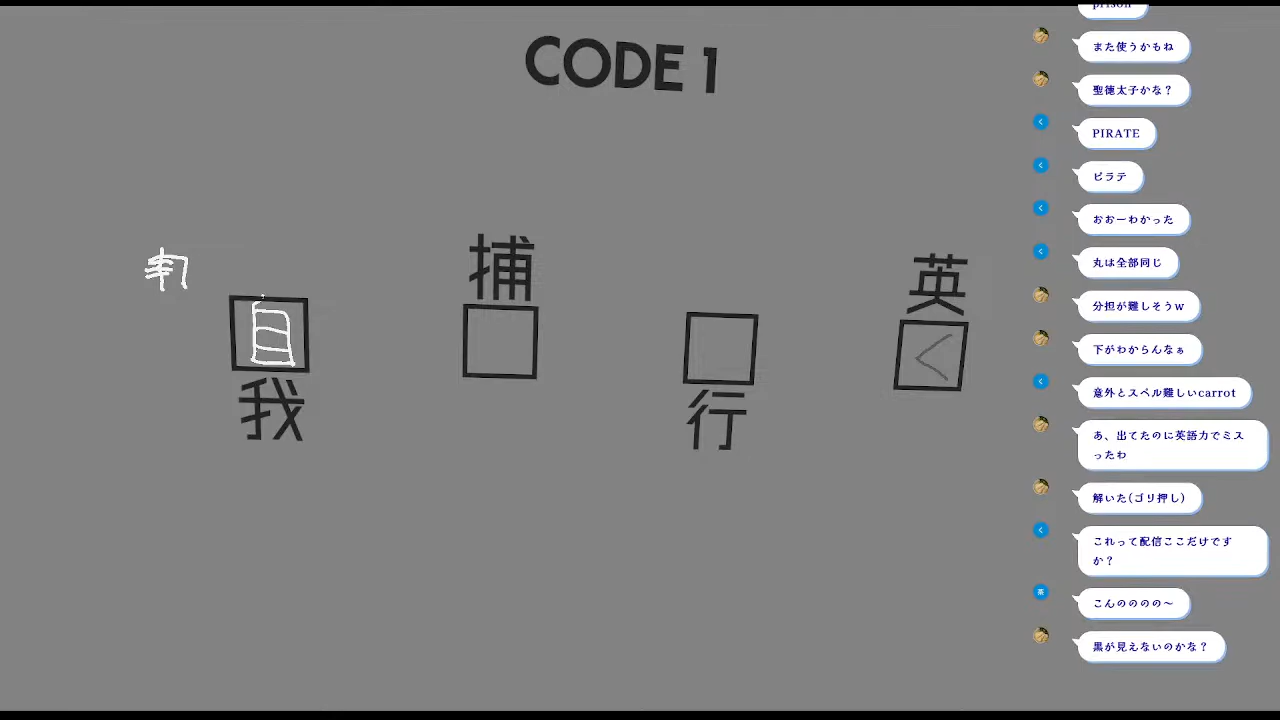 CODE 1
捕
英
自
く
我
行
prison
また使うかもね
聖徳太子かな？
PIRATE
ピラテ
おおーわかった
丸は全部同じ
分担が難しそうw
下がわからんなぁ
意外とスペル難しいcarrot
あ、出てたのに英語力でミス
ったわ
解いた(ゴリ押し)
これって配信ここだけです
か？
こんのののの〜
黒が見えないのかな？